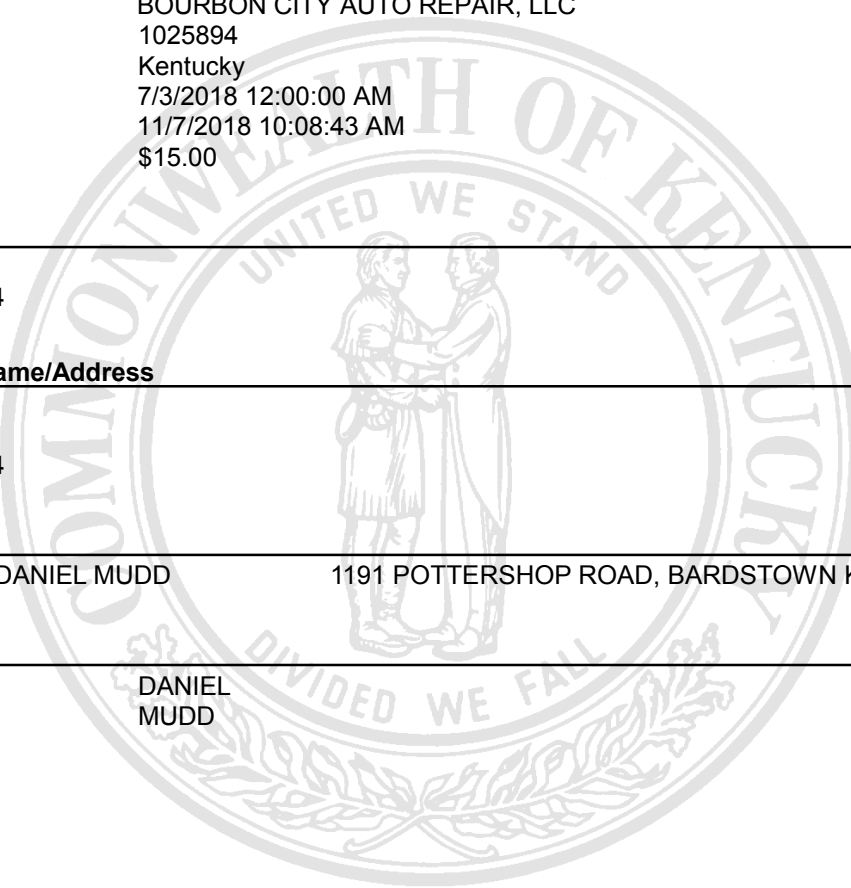 BOURBON CITY AUTO REPAIR, LLC
1025894
Kentucky
7/3/2018 12:00:00 AM
11/7/2018 10:08:43 AM
$15.00
COMMONWEALTH OF KENTUCKY
UNITED WE STAND
4
ame/Address
4
DANIEL MUDD 1191 POTTERSHOP ROAD, BARDSTOWN K
DIVIDED WE FALL
DANIEL
MUDD